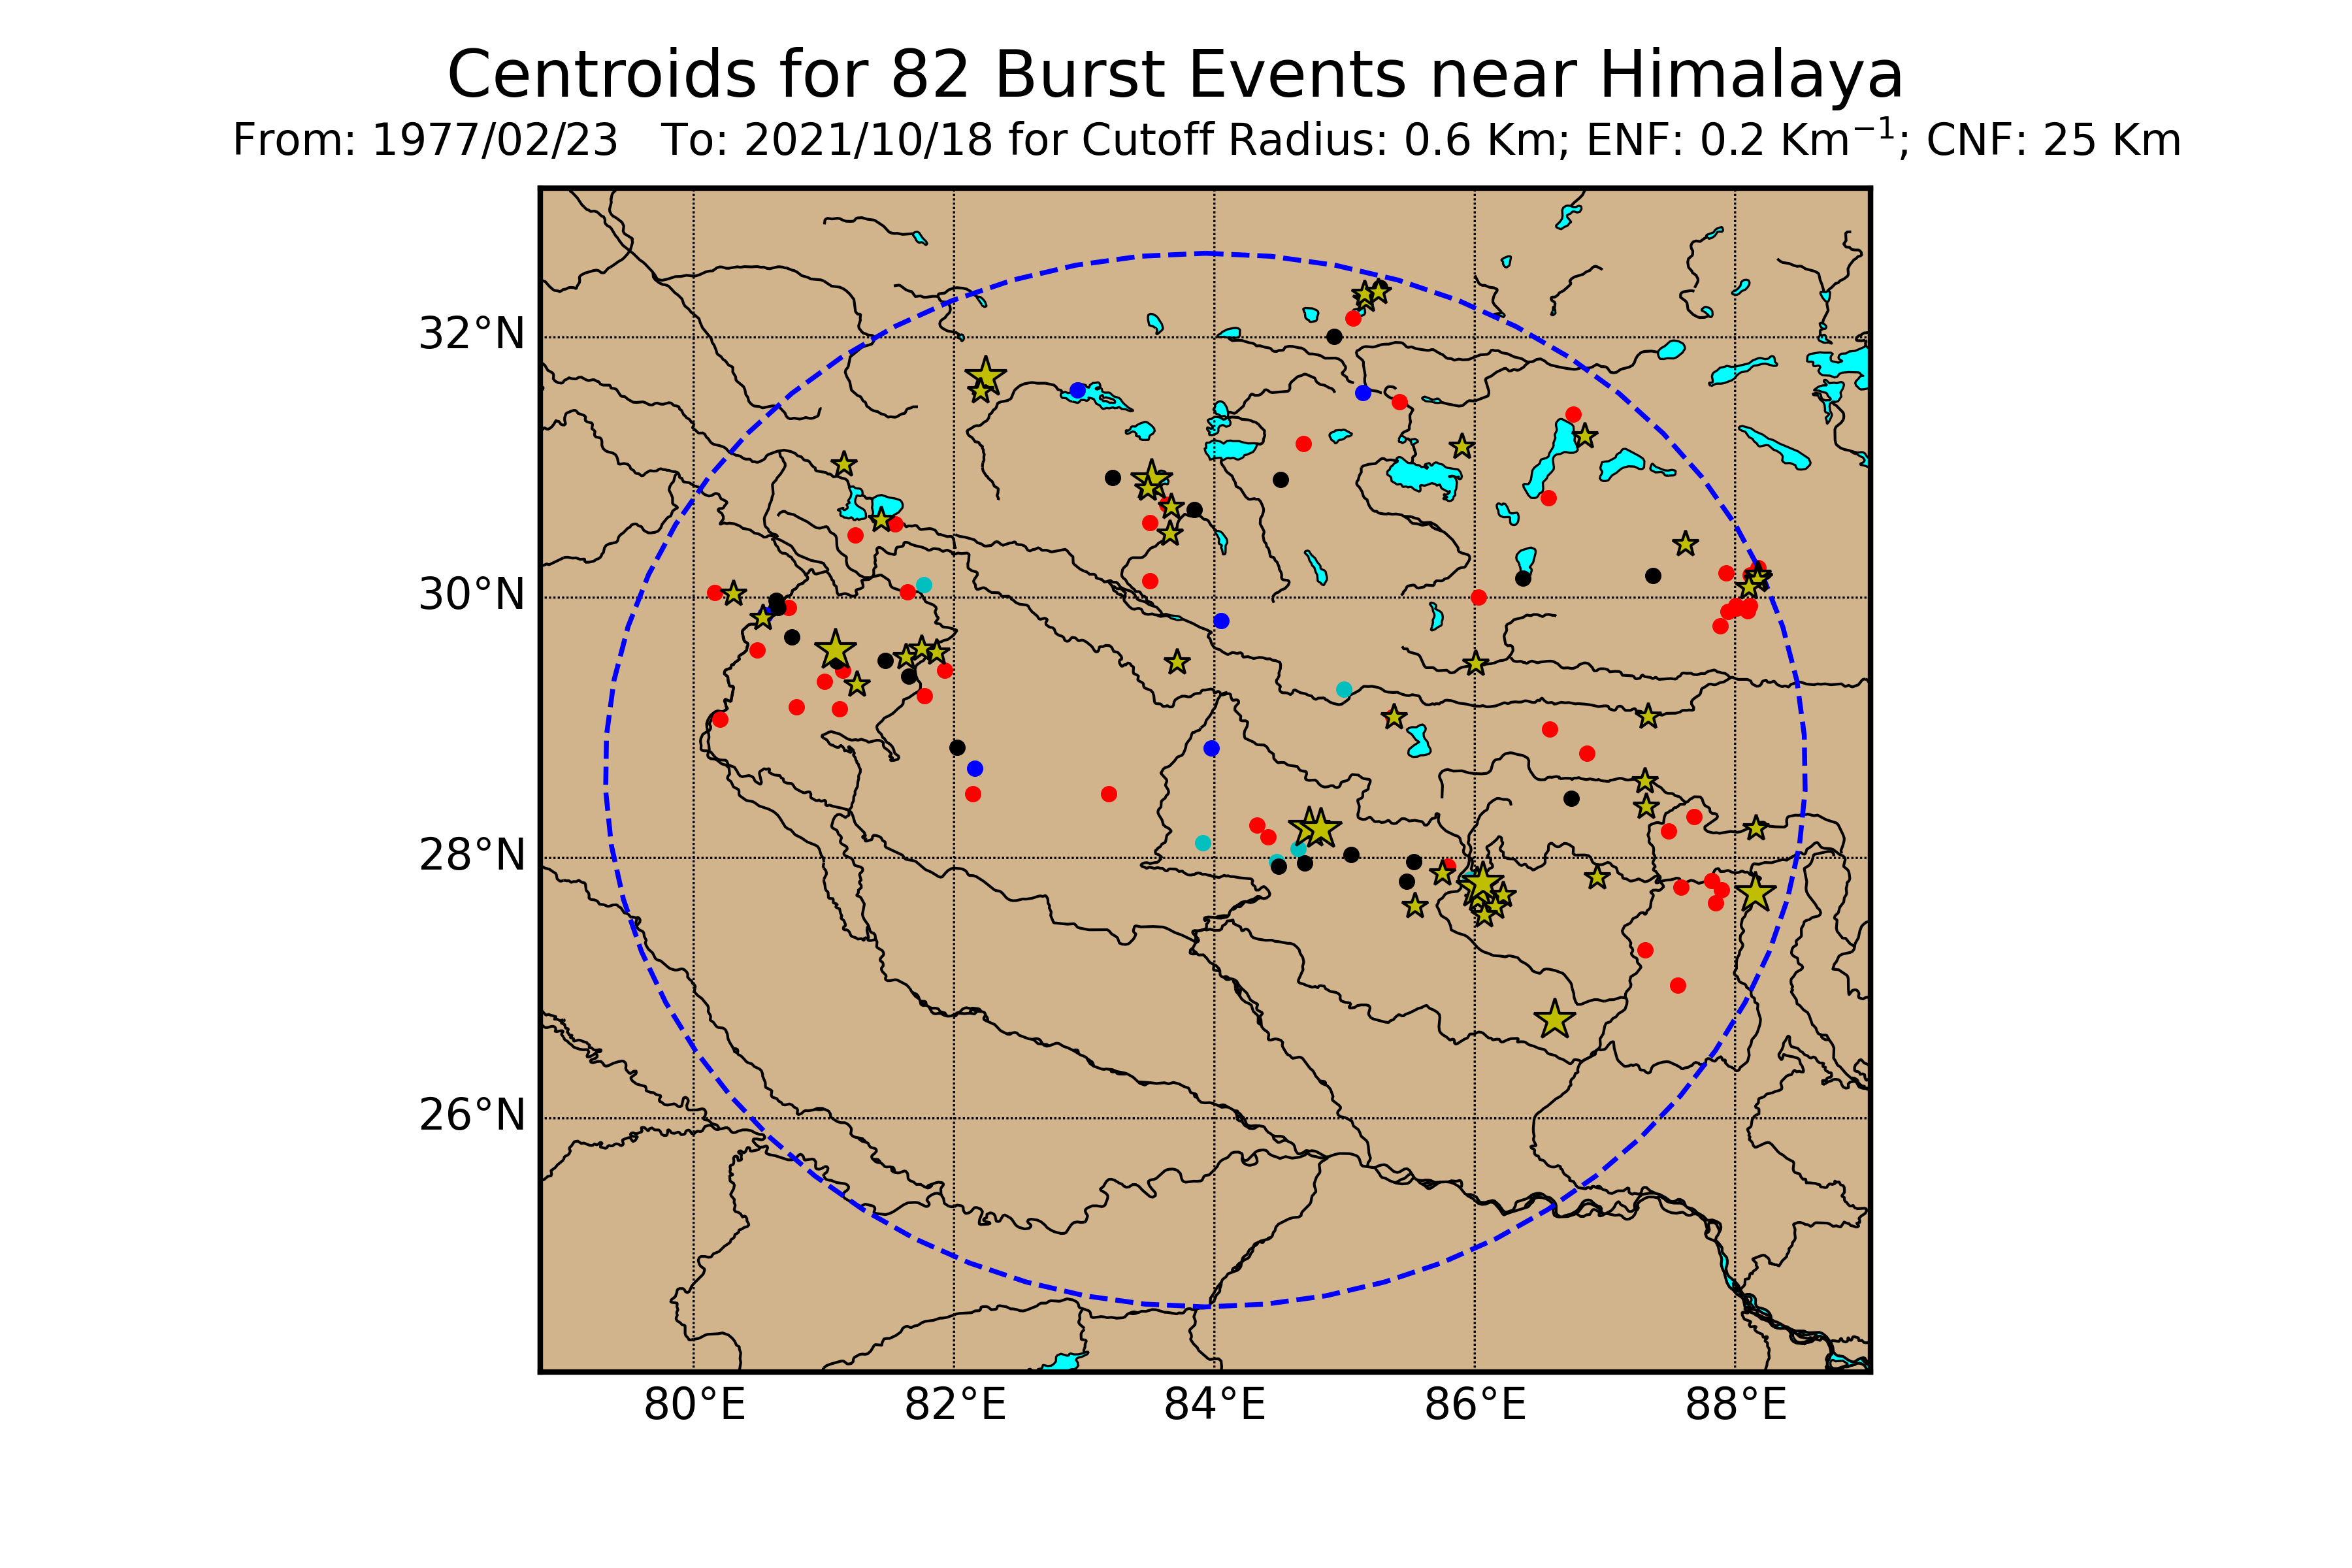 Centroids for 82 Burst Events near Himalaya
From: 1977/02/23 To: 2021/10/18 for Cutoff Radius: 0.6 Km; ENF: 0.2 Km⁻¹; CNF: 25 Km
32°N
30°N
28°N
26°N
80°E 82°E 84°E 86°E 88°E